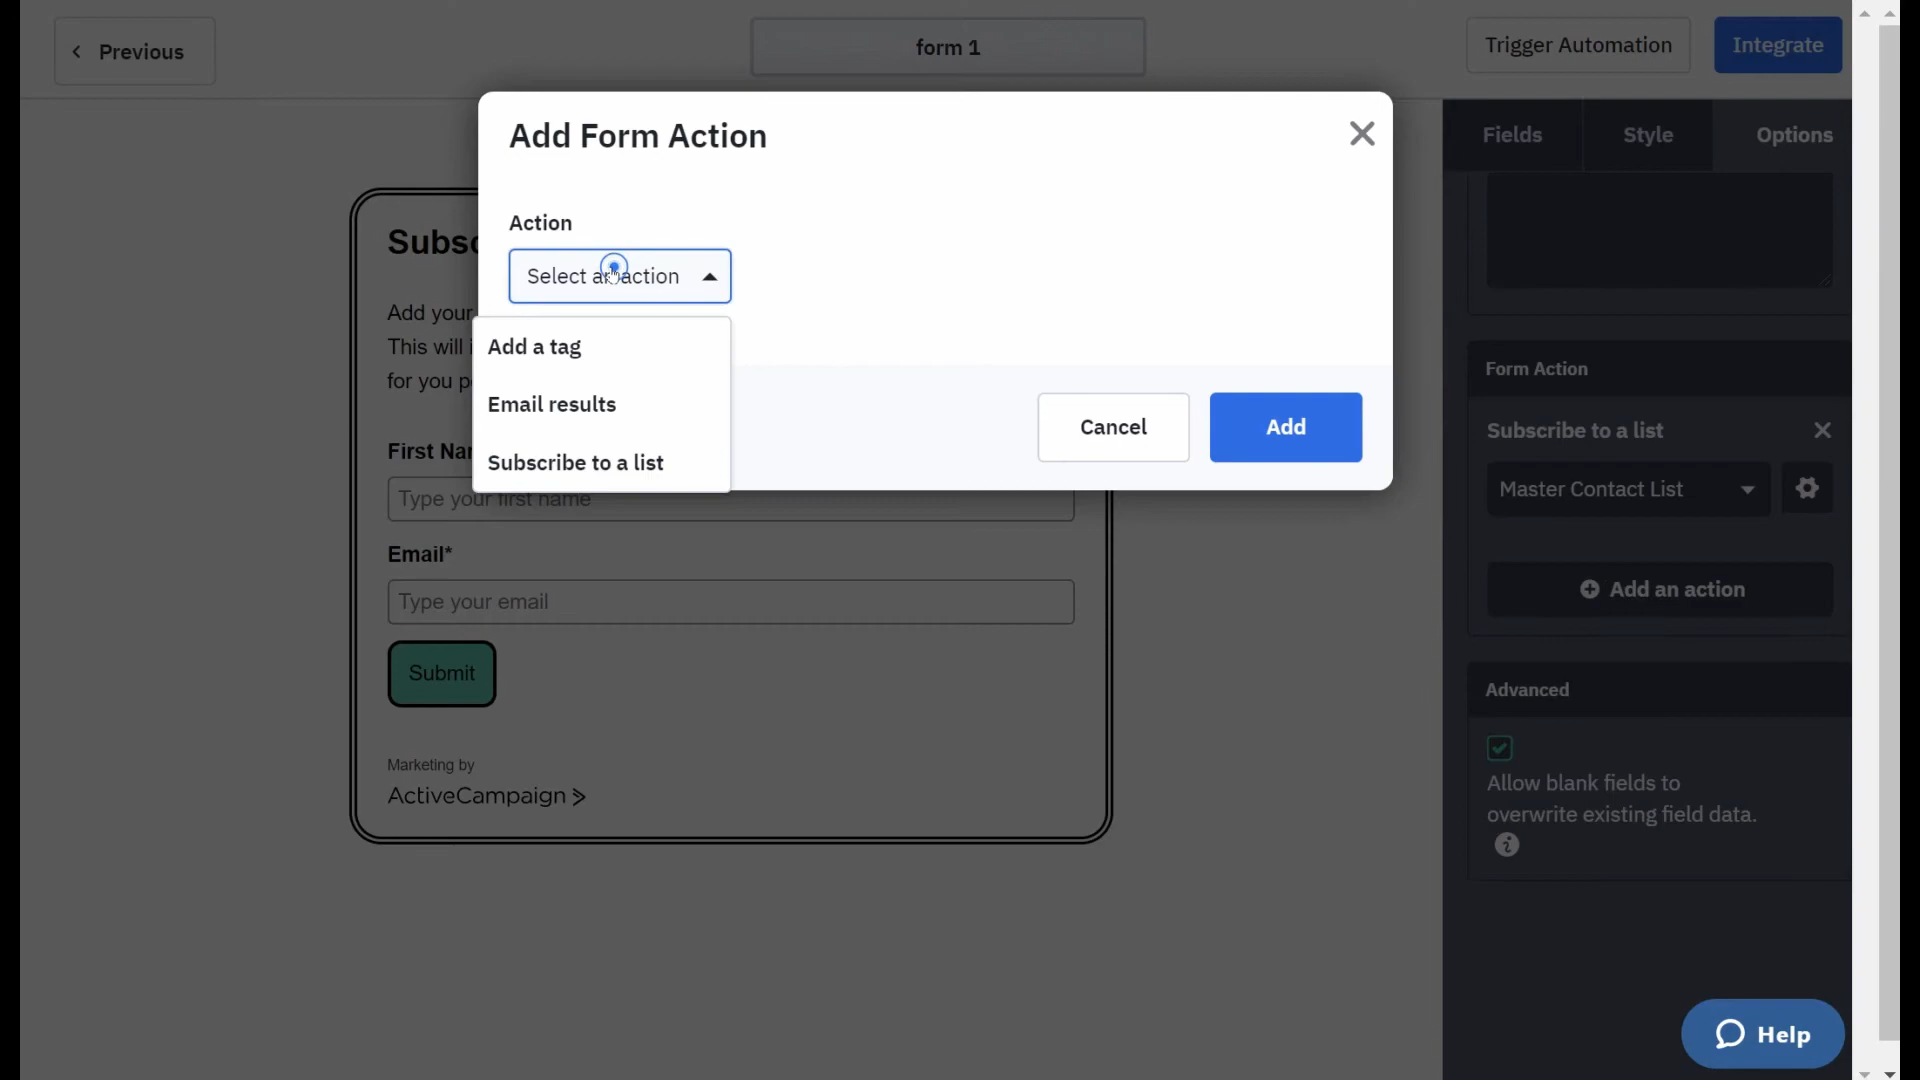 Previous
form 1
Trigger Automation
Integrate
Add Form Action
Action
Select an action
Add a tag
Email results
Subscribe to a list
Cancel
Add
Subsc
Add your
This will i
for you p
First Nar
Type your first name
Email*
Type your email
Submit
Marketing by
ActiveCampaign
Fields
Style
Options
Form Action
Subscribe to a list
Master Contact List
Add an action
Advanced
Allow blank fields to
overwrite existing field data.
Help